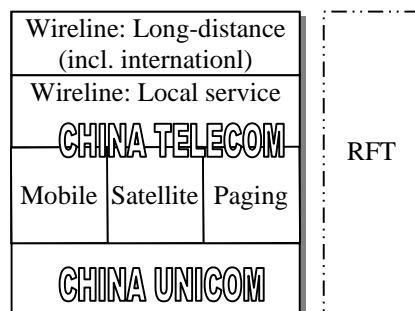 Wireline: Long-distance
(incl. internationl)
Wireline: Local service
CHINA TELECOM
RFT
Mobile Satellite Paging
CHINA UNICOM